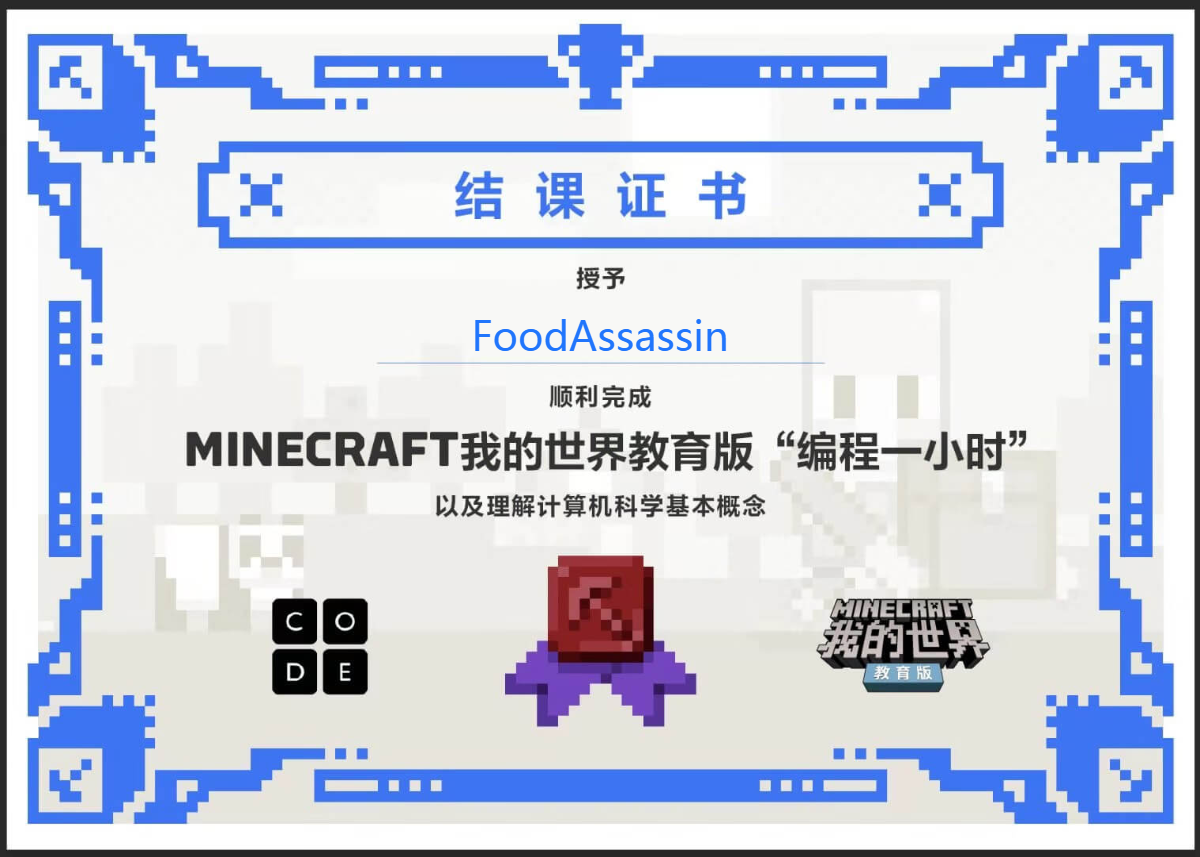 结课证书
授予
FoodAssassin
顺利完成
MINECRAFT我的世界教育版“编程一小时”
以及理解计算机科学基本概念
CO
DE
MINECRAFT
我的世界
教育版